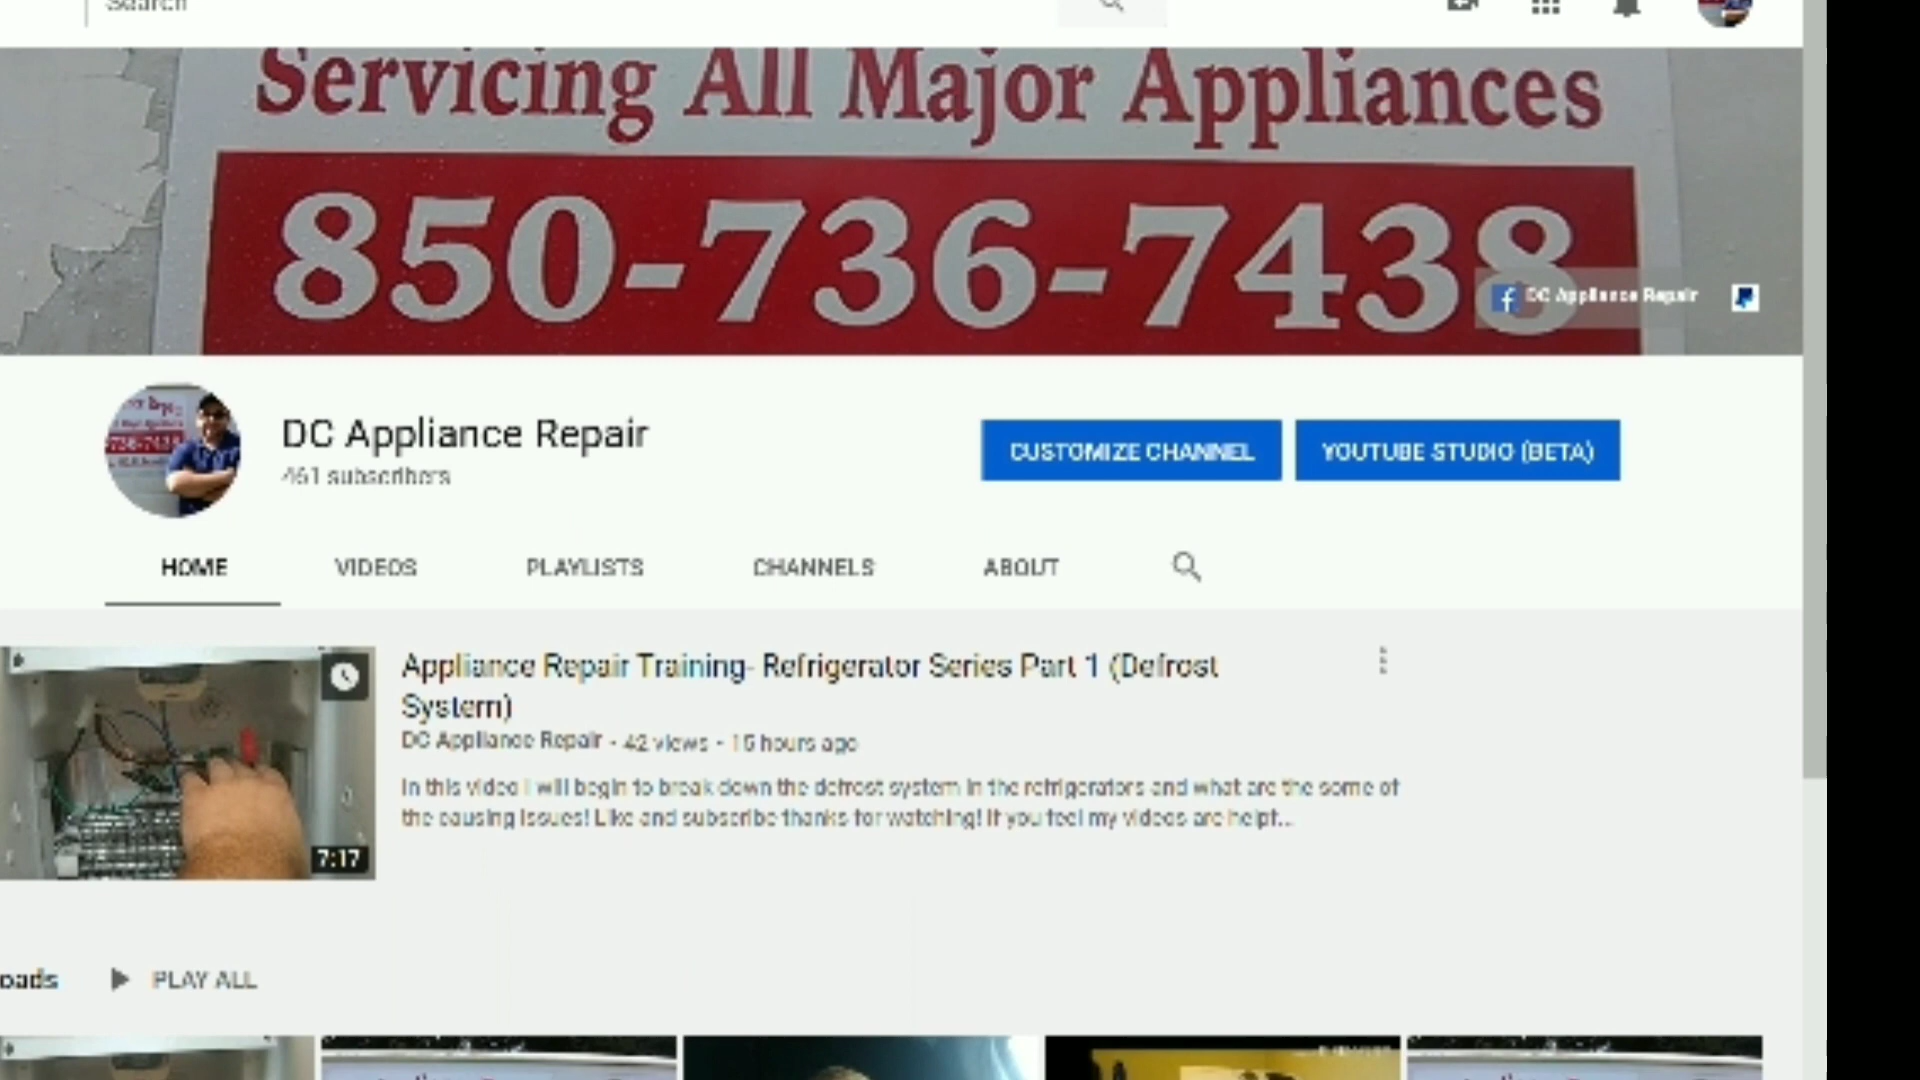 Search
Servicing All Major Appliances
850-736-7438
DC Appliance Repair
DC Appliance Repair
461 subscribers
CUSTOMIZE CHANNEL
YOUTUBE STUDIO (BETA)
HOME VIDEOS PLAYLISTS CHANNELS ABOUT
Appliance Repair Training- Refrigerator Series Part 1 (Defrost
System)
DC Appliance Repair - 42 views - 15 hours ago
In this video I will begin to break down the defrost system in the refrigerators and what are the some of
the causing issues! Like and subscribe thanks for watching! If you feel my videos are helpf...
7:17
oads
PLAY ALL